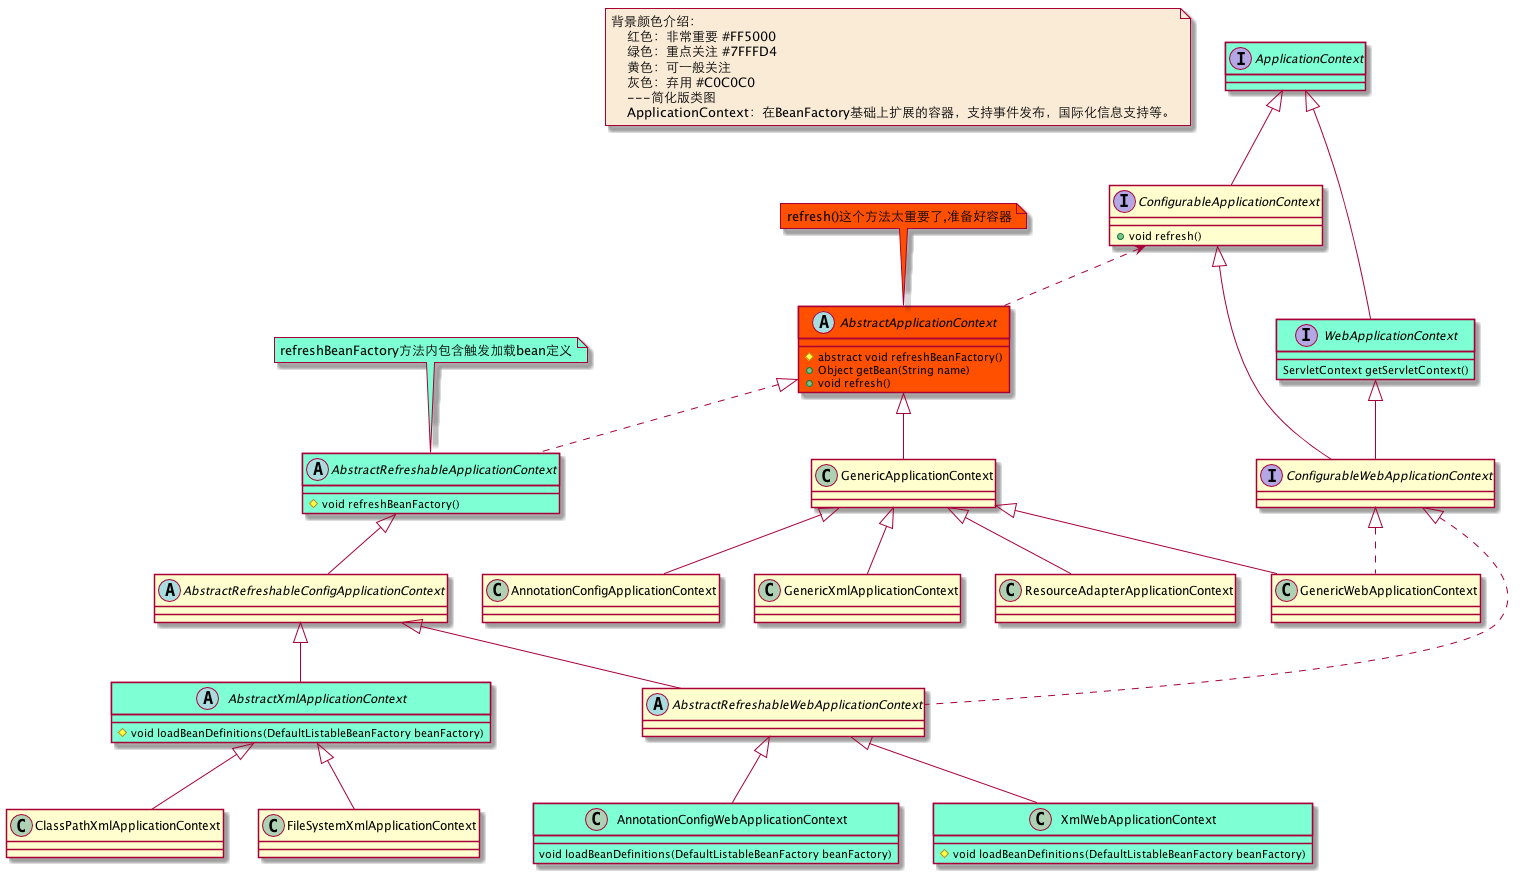 背景颜色介绍：
红色：非常重要 #FF5000
绿色：重点关注 #7FFFD4
黄色：可一般关注
灰色：弃用 #C0C0C0
---简化版类图
ApplicationContext：在BeanFactory基础上扩展的容器，支持事件发布，国际化信息支持等。
I ApplicationContext
I ConfigurableApplicationContext
void refresh()
refresh()这个方法太重要了,准备好容器
A AbstractApplicationContext
abstract void refreshBeanFactory()
Object getBean(String name)
void refresh()
I WebApplicationContext
ServletContext getServletContext()
refreshBeanFactory方法内包含触发加载bean定义
A AbstractRefreshableApplicationContext
void refreshBeanFactory()
C GenericApplicationContext
I ConfigurableWebApplicationContext
A AbstractRefreshableConfigApplicationContext
C AnnotationConfigApplicationContext
C GenericXmlApplicationContext
C ResourceAdapterApplicationContext
C GenericWebApplicationContext
A AbstractXmlApplicationContext
void loadBeanDefinitions(DefaultListableBeanFactory beanFactory)
A AbstractRefreshableWebApplicationContext
C ClassPathXmlApplicationContext
C FileSystemXmlApplicationContext
C AnnotationConfigWebApplicationContext
void loadBeanDefinitions(DefaultListableBeanFactory beanFactory)
C XmlWebApplicationContext
void loadBeanDefinitions(DefaultListableBeanFactory beanFactory)